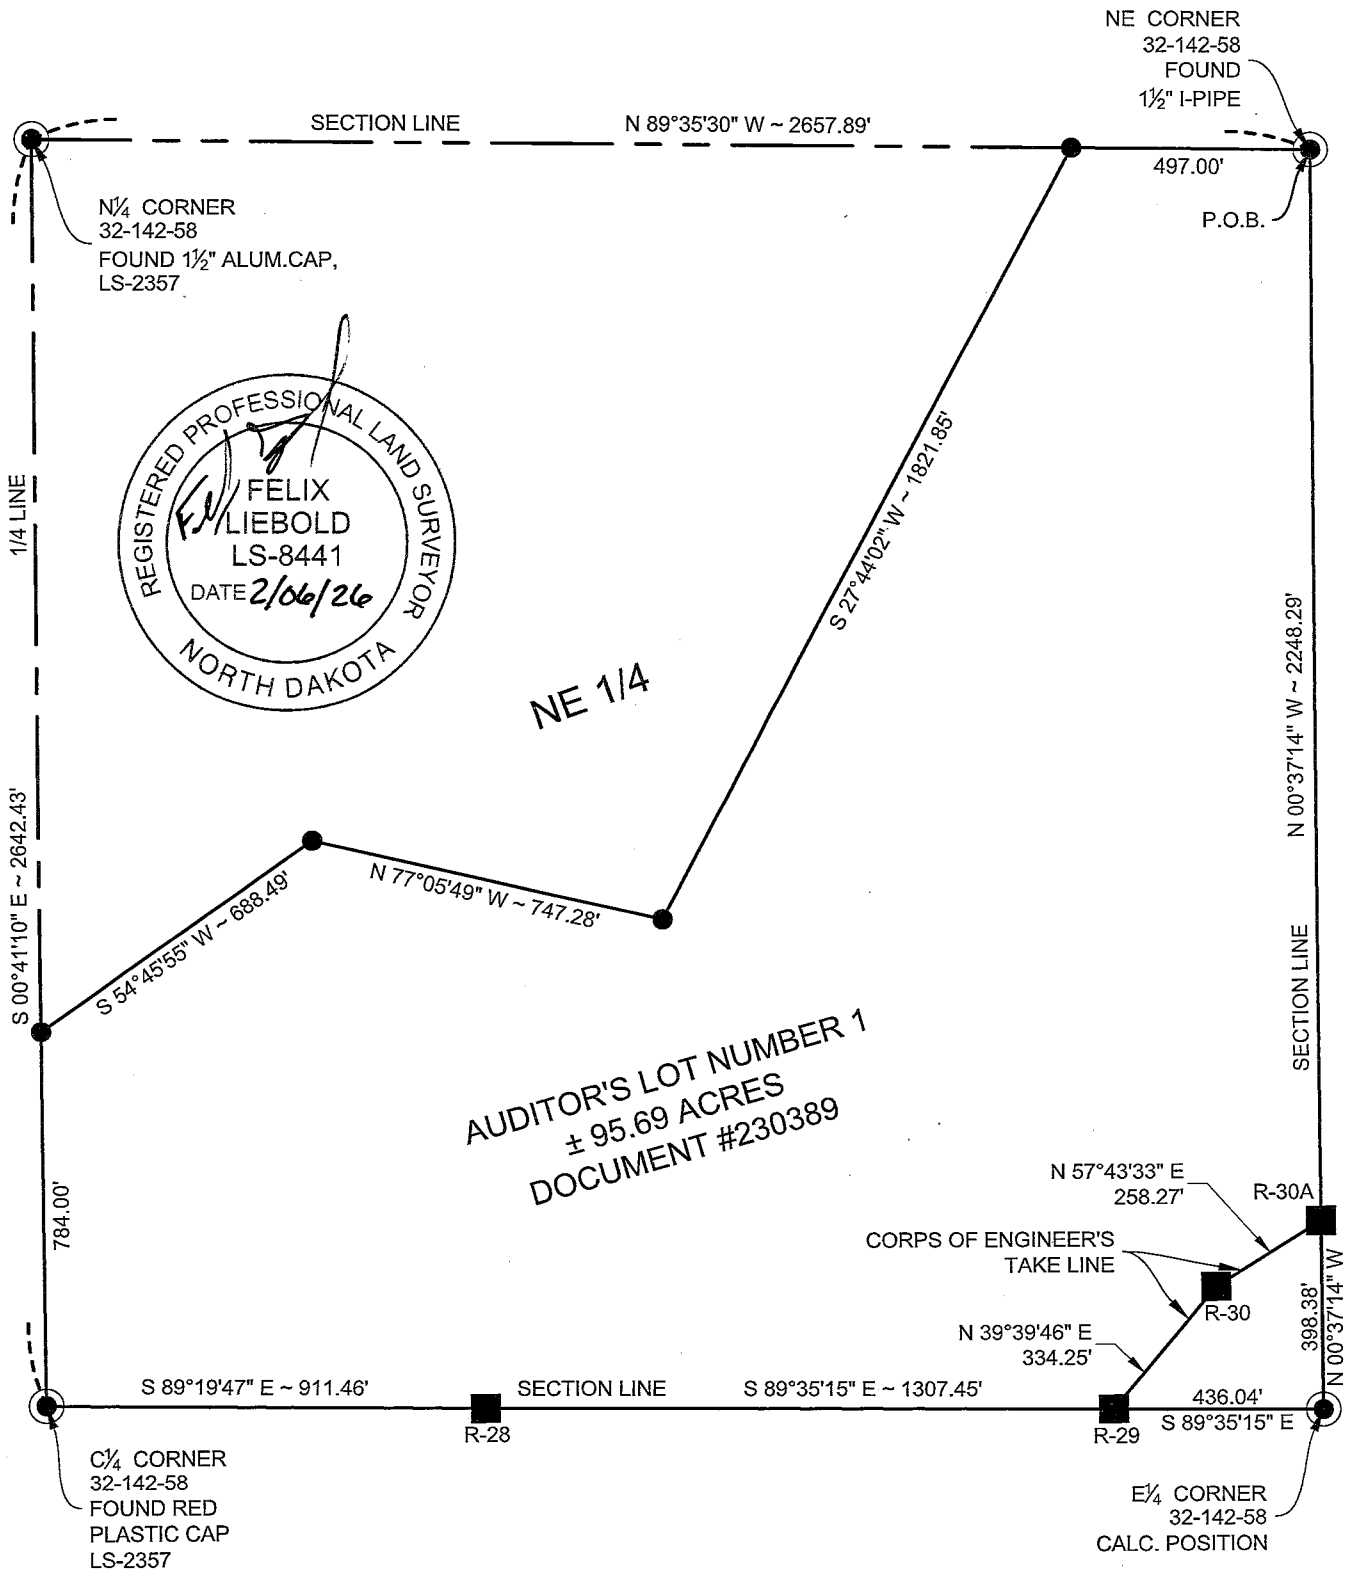 NE CORNER
32-142-58
FOUND
1½" I-PIPE
SECTION LINE
N 89°35'30" W ~ 2657.89'
497.00'
P.O.B.
N¼ CORNER
32-142-58
FOUND 1½" ALUM.CAP,
LS-2357
REGISTERED PROFESSIONAL LAND SURVEYOR
FELIX
LIEBOLD
LS-8441
DATE 2/06/26
NORTH DAKOTA
1/4 LINE
S 00°41'10" E ~ 2642.43'
S 27°44'02" W ~ 1821.85'
N 00°37'14" W ~ 2248.29'
SECTION LINE
NE 1/4
N 77°05'49" W ~ 747.28'
S 54°45'55" W ~ 688.49'
AUDITOR'S LOT NUMBER 1
± 95.69 ACRES
DOCUMENT #230389
784.00'
N 57°43'33" E
258.27'
R-30A
CORPS OF ENGINEER'S
TAKE LINE
R-30
N 39°39'46" E
334.25'
398.38'
N 00°37'14" W
S 89°19'47" E ~ 911.46'
SECTION LINE
S 89°35'15" E ~ 1307.45'
436.04'
S 89°35'15" E
R-28
R-29
C¼ CORNER
32-142-58
FOUND RED
PLASTIC CAP
LS-2357
E¼ CORNER
32-142-58
CALC. POSITION